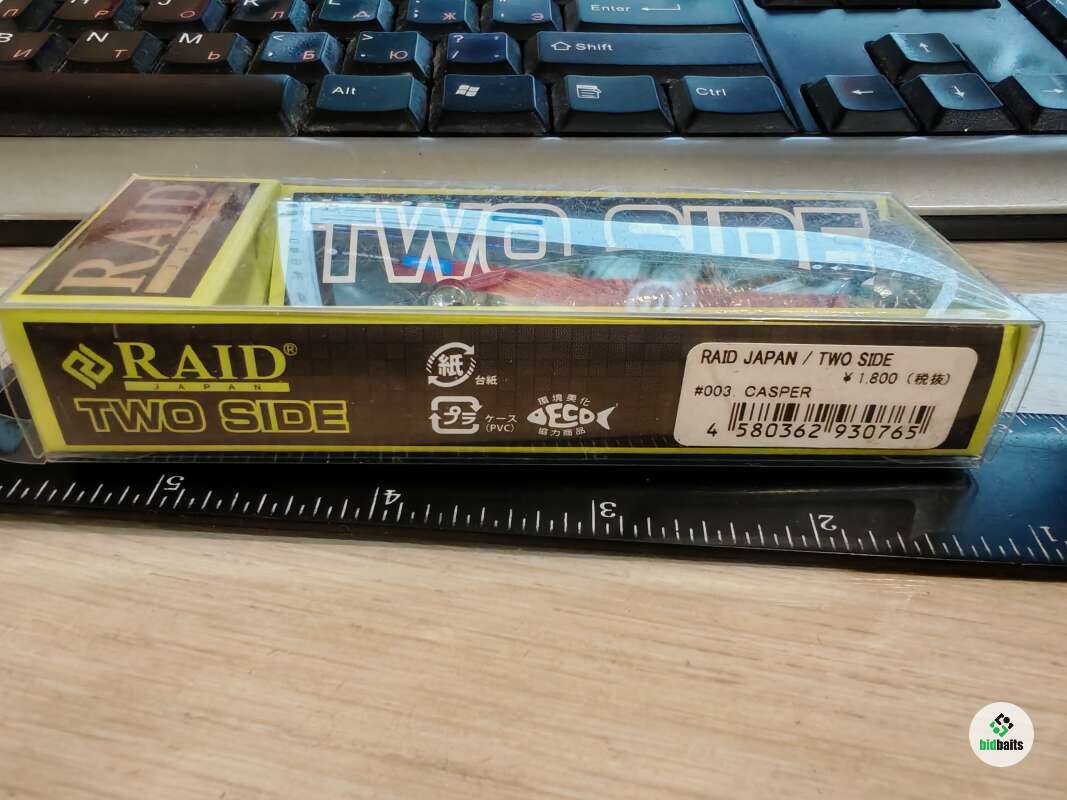 Enter
Shift
Alt
Ctrl
И
N
Т
M
Ь
<
Б
>
Ю
?
Ж
Э
RAID
TWO SIDE
RAID®
JAPAN
TWO SIDE
紙
台紙
プラ
ケース
(PVC)
環境美化
ECO
協力商品
RAID JAPAN / TWO SIDE
¥1,800 (税抜)
#003 CASPER
4 580362 930765
5
4
3
2
1
bidbaits